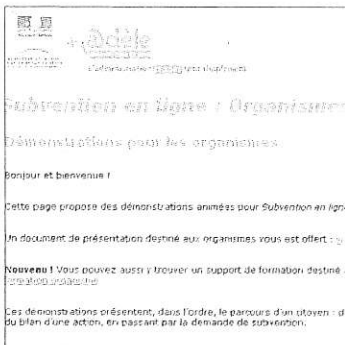 Adèle
Subvention en ligne : Organismes
Démonstrations pour les organismes
Bonjour et bienvenue !
Cette page propose des démonstrations animées pour Subvention en lign
Un document de présentation destiné aux organismes vous est offert :
Nouveau ! Vous pouvez aussi y trouver un support de formation destiné
Ces démonstrations présentent, dans l'ordre, le parcours d'un citoyen : d
du bilan d'une action, en passant par la demande de subvention.